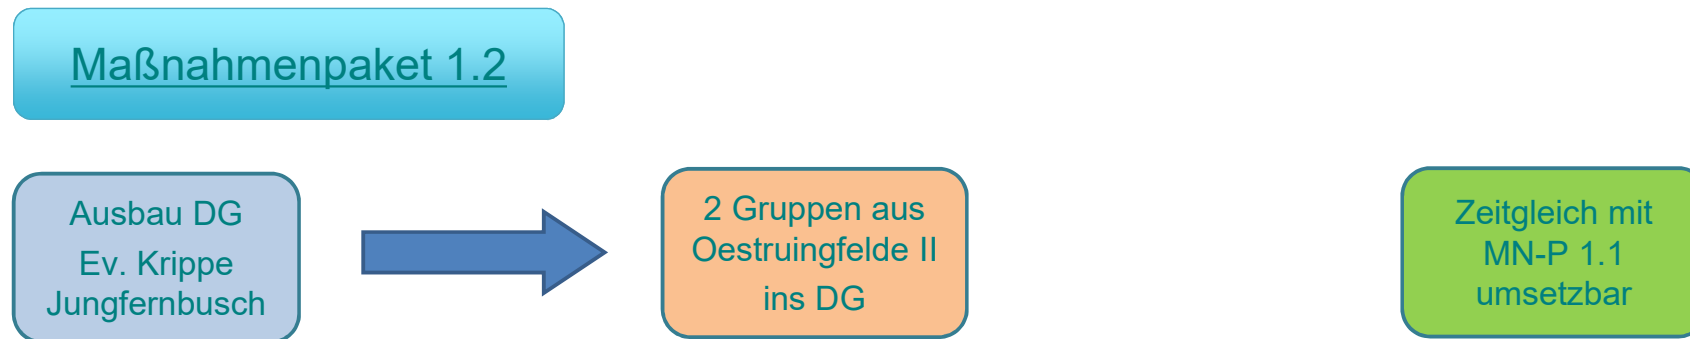 Maßnahmenpaket 1.2
Ausbau DG
Ev. Krippe
Jungfernbusch
2 Gruppen aus
Oestruingfelde II
ins DG
Zeitgleich mit
MN-P 1.1
umsetzbar